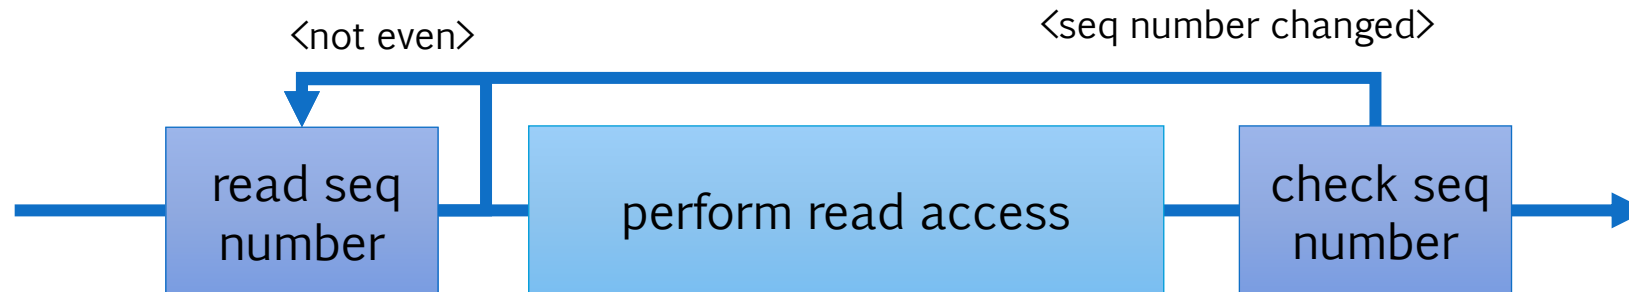 <not even>
<seq number changed>
read seq
number
perform read access
check seq
number